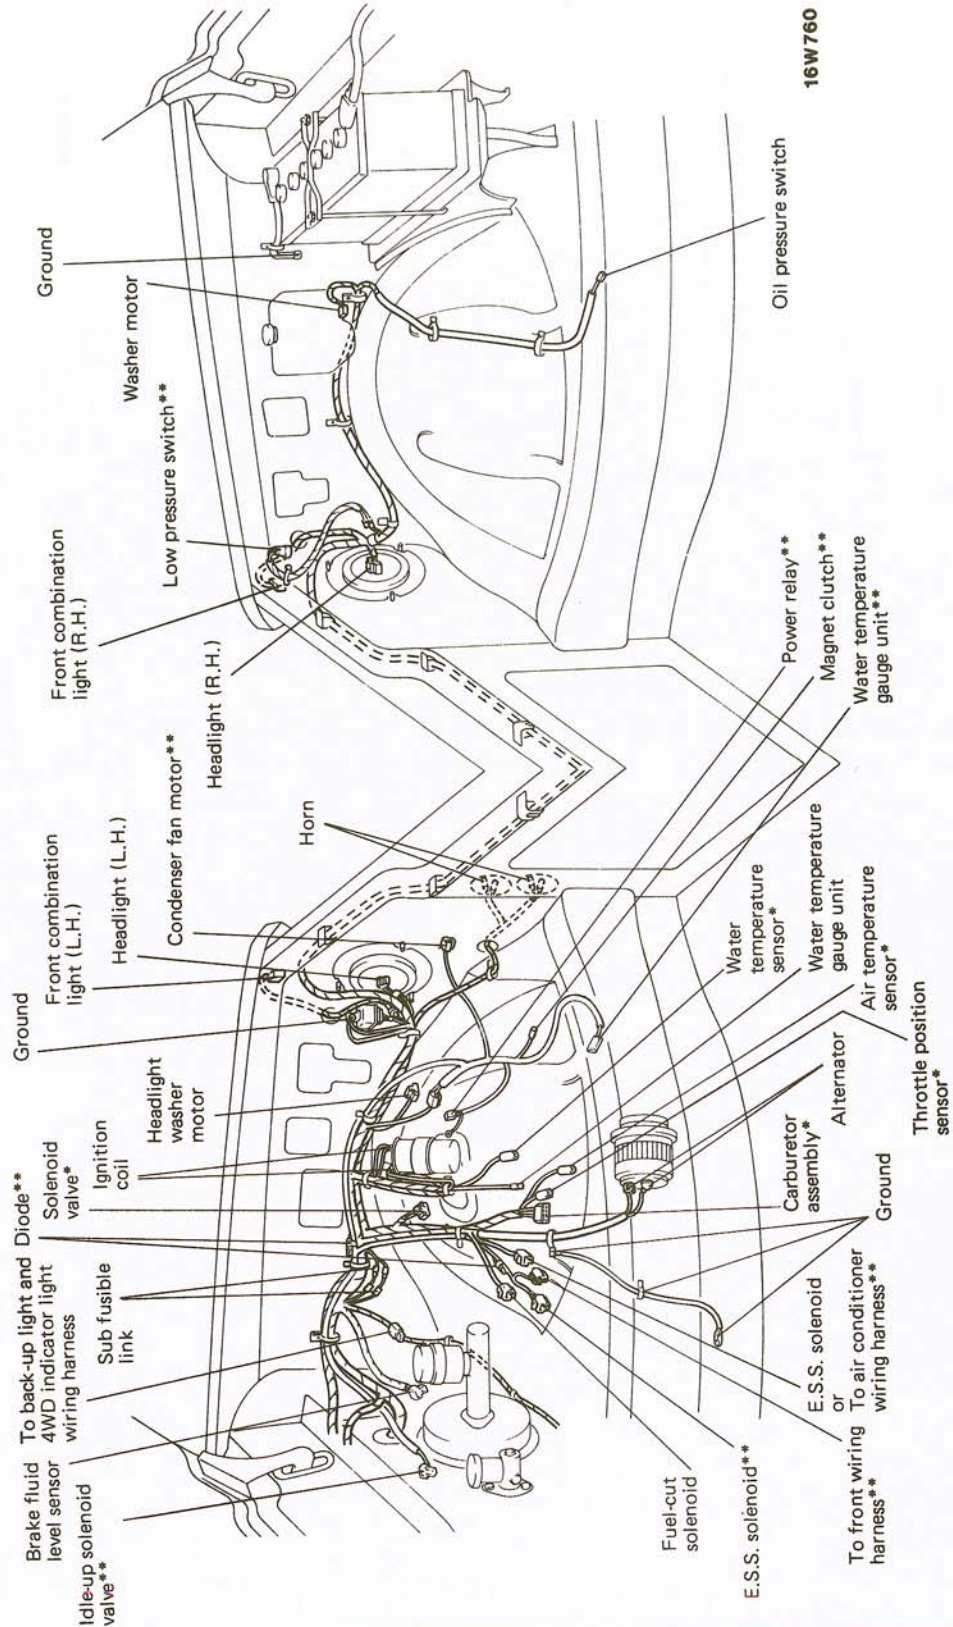 Idle-up solenoid
valve**
Brake fluid
level sensor
To back-up light and
4WD indicator light
wiring harness
Sub fusible
link
Diode**
Solenoid
valve*
Ignition
coil
Headlight
washer
motor
Ground
Front combination
light (L.H.)
Headlight (L.H.)
Condenser fan motor**
Horn
Headlight (R.H.)
Front combination
light (R.H.)
Low pressure switch**
Washer motor
Ground
Fuel-cut
solenoid
E.S.S. solenoid**
To front wiring
harness**
E.S.S. solenoid
or
To air conditioner
wiring harness**
Ground
Carburetor
assembly*
Alternator
Throttle position
sensor*
Air temperature
sensor*
Water temperature
gauge unit
Water
temperature
sensor*
Water temperature
gauge unit**
Magnet clutch**
Power relay**
Oil pressure switch
16W760